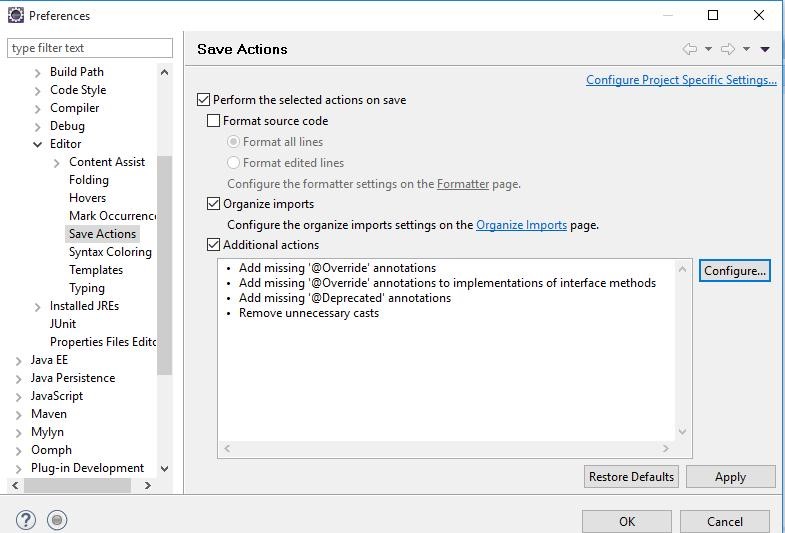 Preferences
type filter text
Save Actions
Configure Project Specific Settings...
Build Path
Code Style
Compiler
Debug
Editor
Content Assist
Folding
Hovers
Mark Occurrenc
Save Actions
Syntax Coloring
Templates
Typing
Installed JREs
JUnit
Properties Files Editc
Java EE
Java Persistence
JavaScript
Maven
Mylyn
Oomph
Plug-in Development
Perform the selected actions on save
Format source code
Format all lines
Format edited lines
Configure the formatter settings on the Formatter page.
Organize imports
Configure the organize imports settings on the Organize Imports page.
Additional actions
• Add missing '@Override' annotations
• Add missing '@Override' annotations to implementations of interface methods
• Add missing '@Deprecated' annotations
• Remove unnecessary casts
Configure...
Restore Defaults
Apply
?
OK
Cancel